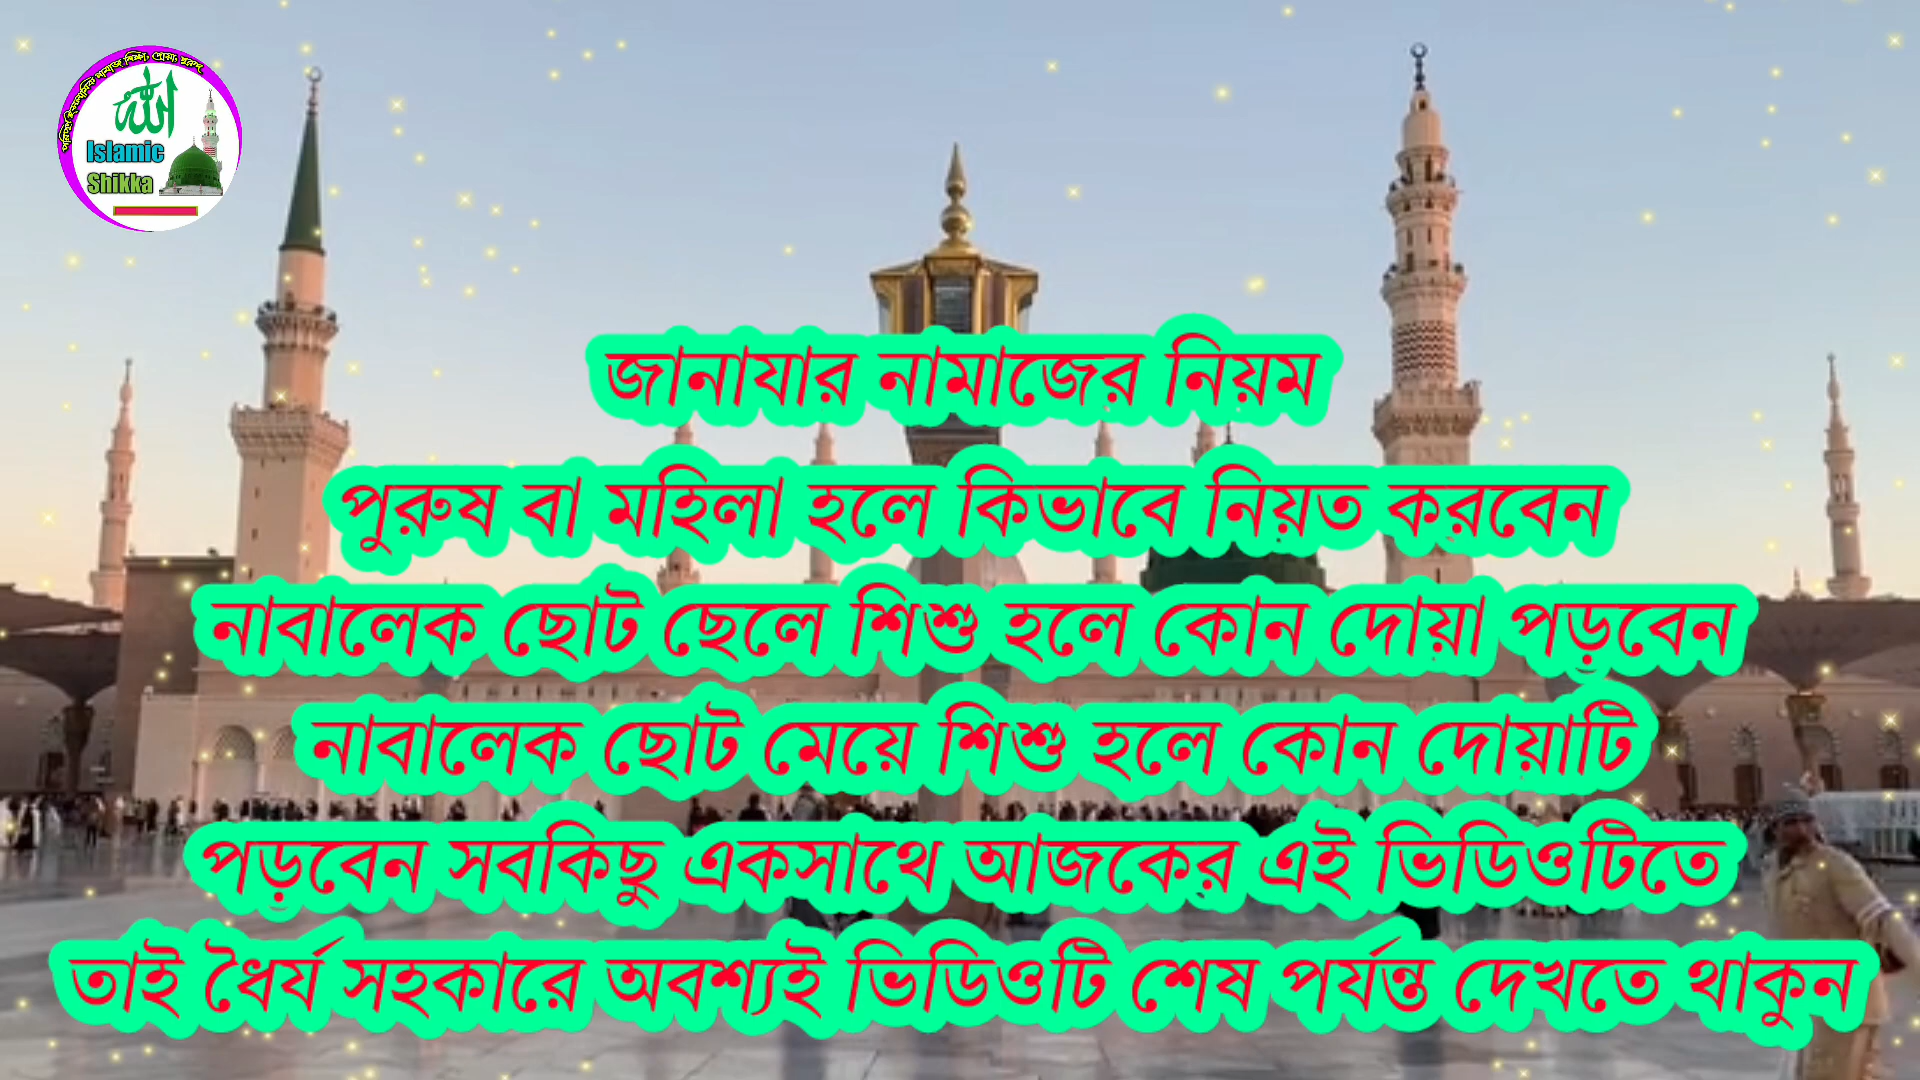 الله
Islamic
Shikka
জানাযার নামাজের নিয়ম
পুরুষ বা মহিলা হলে কিভাবে নিয়ত করবেন
নাবালেক ছোট ছেলে শিশু হলে কোন দোয়া পড়বেন
নাবালেক ছোট মেয়ে শিশু হলে কোন দোয়াটি
পড়বেন সবকিছু একসাথে আজকের এই ভিডিওটিতে
তাই ধৈর্য সহকারে অবশ্যই ভিডিওটি শেষ পর্যন্ত দেখতে থাকুন